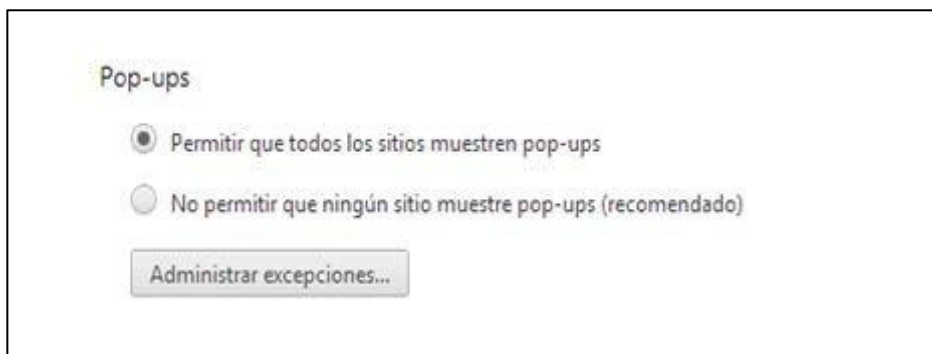 Pop-ups
Permitir que todos los sitios muestren pop-ups
No permitir que ningún sitio muestre pop-ups (recomendado)
Administrar excepciones...